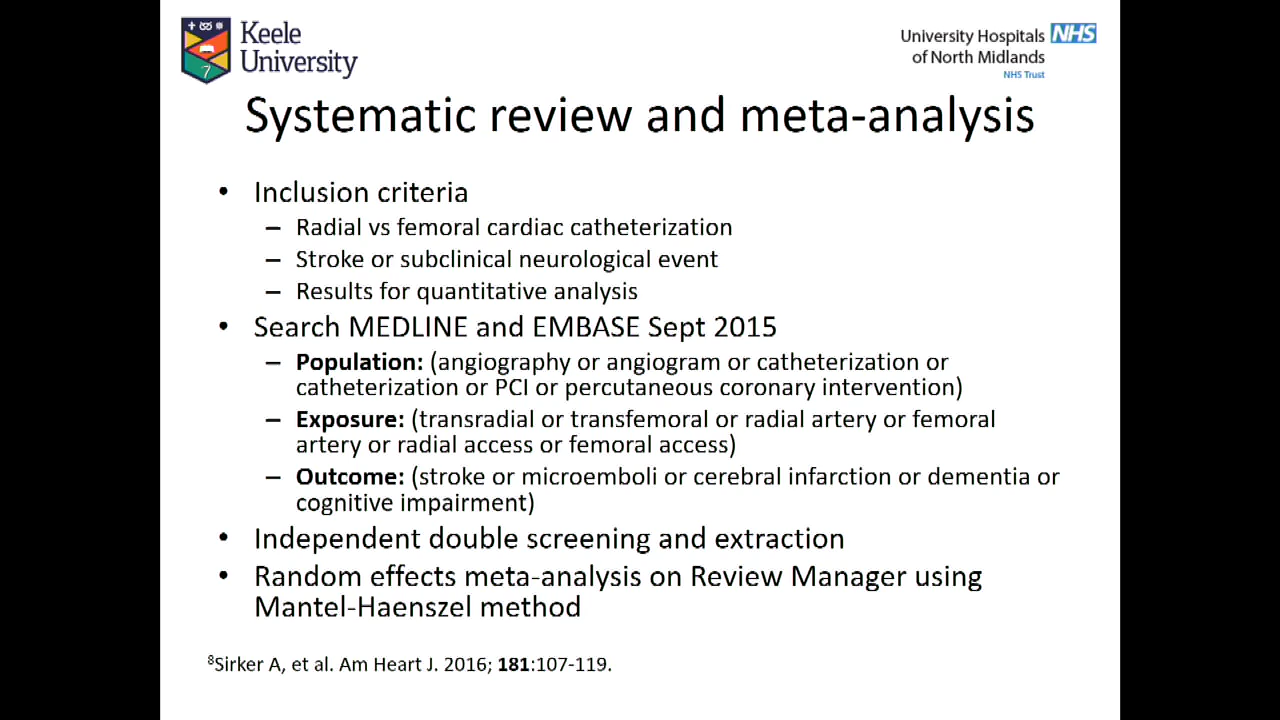 Keele
University
University Hospitals NHS
of North Midlands
NHS Trust
Systematic review and meta-analysis
• Inclusion criteria
– Radial vs femoral cardiac catheterization
– Stroke or subclinical neurological event
– Results for quantitative analysis
• Search MEDLINE and EMBASE Sept 2015
– Population: (angiography or angiogram or catheterization or
catheterization or PCI or percutaneous coronary intervention)
– Exposure: (transradial or transfemoral or radial artery or femoral
artery or radial access or femoral access)
– Outcome: (stroke or microemboli or cerebral infarction or dementia or
cognitive impairment)
• Independent double screening and extraction
• Random effects meta-analysis on Review Manager using
Mantel-Haenszel method
⁸Sirker A, et al. Am Heart J. 2016; 181:107-119.